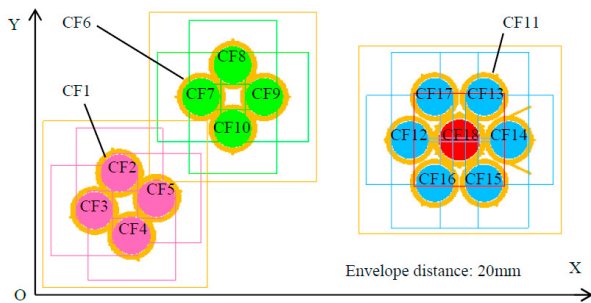 Y
CF6
CF11
CF8
CF1
CF7
CF9
CF17
CF13
CF10
CF12
CF18
CF14
CF2
CF5
CF16
CF15
CF3
CF4
Envelope distance: 20mm
X
O